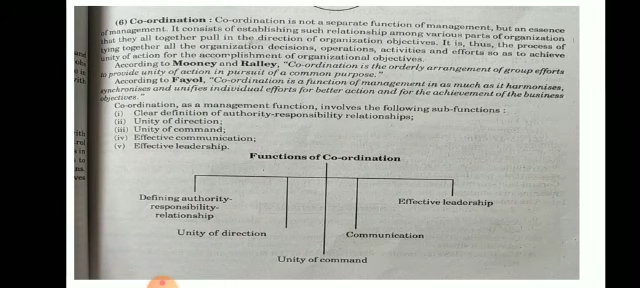 (6) Co-ordination : Co-ordination is not a separate function of management, but an essence
of management. It consists of establishing such relationship among various parts of organization
that they all together pull in the direction of organization objectives. It is, thus, the process of
tying together all the organization decisions, operations, activities and efforts so as to achieve
unity of action for the accomplishment of organizational objectives.
According to Mooney and Ralley, "Co-ordination is the orderly arrangement of group efforts
to provide unity of action in pursuit of a common purpose."
According to Fayol, "Co-ordination is a function of management in as much as it harmonises,
synchronises and unifies individual efforts for better action and for the achievement of the business
objectives."
Co-ordination, as a management function, involves the following sub-functions :
(i) Clear definition of authority-responsibility relationships;
(ii) Unity of direction;
(iii) Unity of command;
(iv) Effective communication;
(v) Effective leadership.
Functions of Co-ordination
Defining authority-
responsibility-
relationship
Effective leadership
Unity of direction
Communication
Unity of command